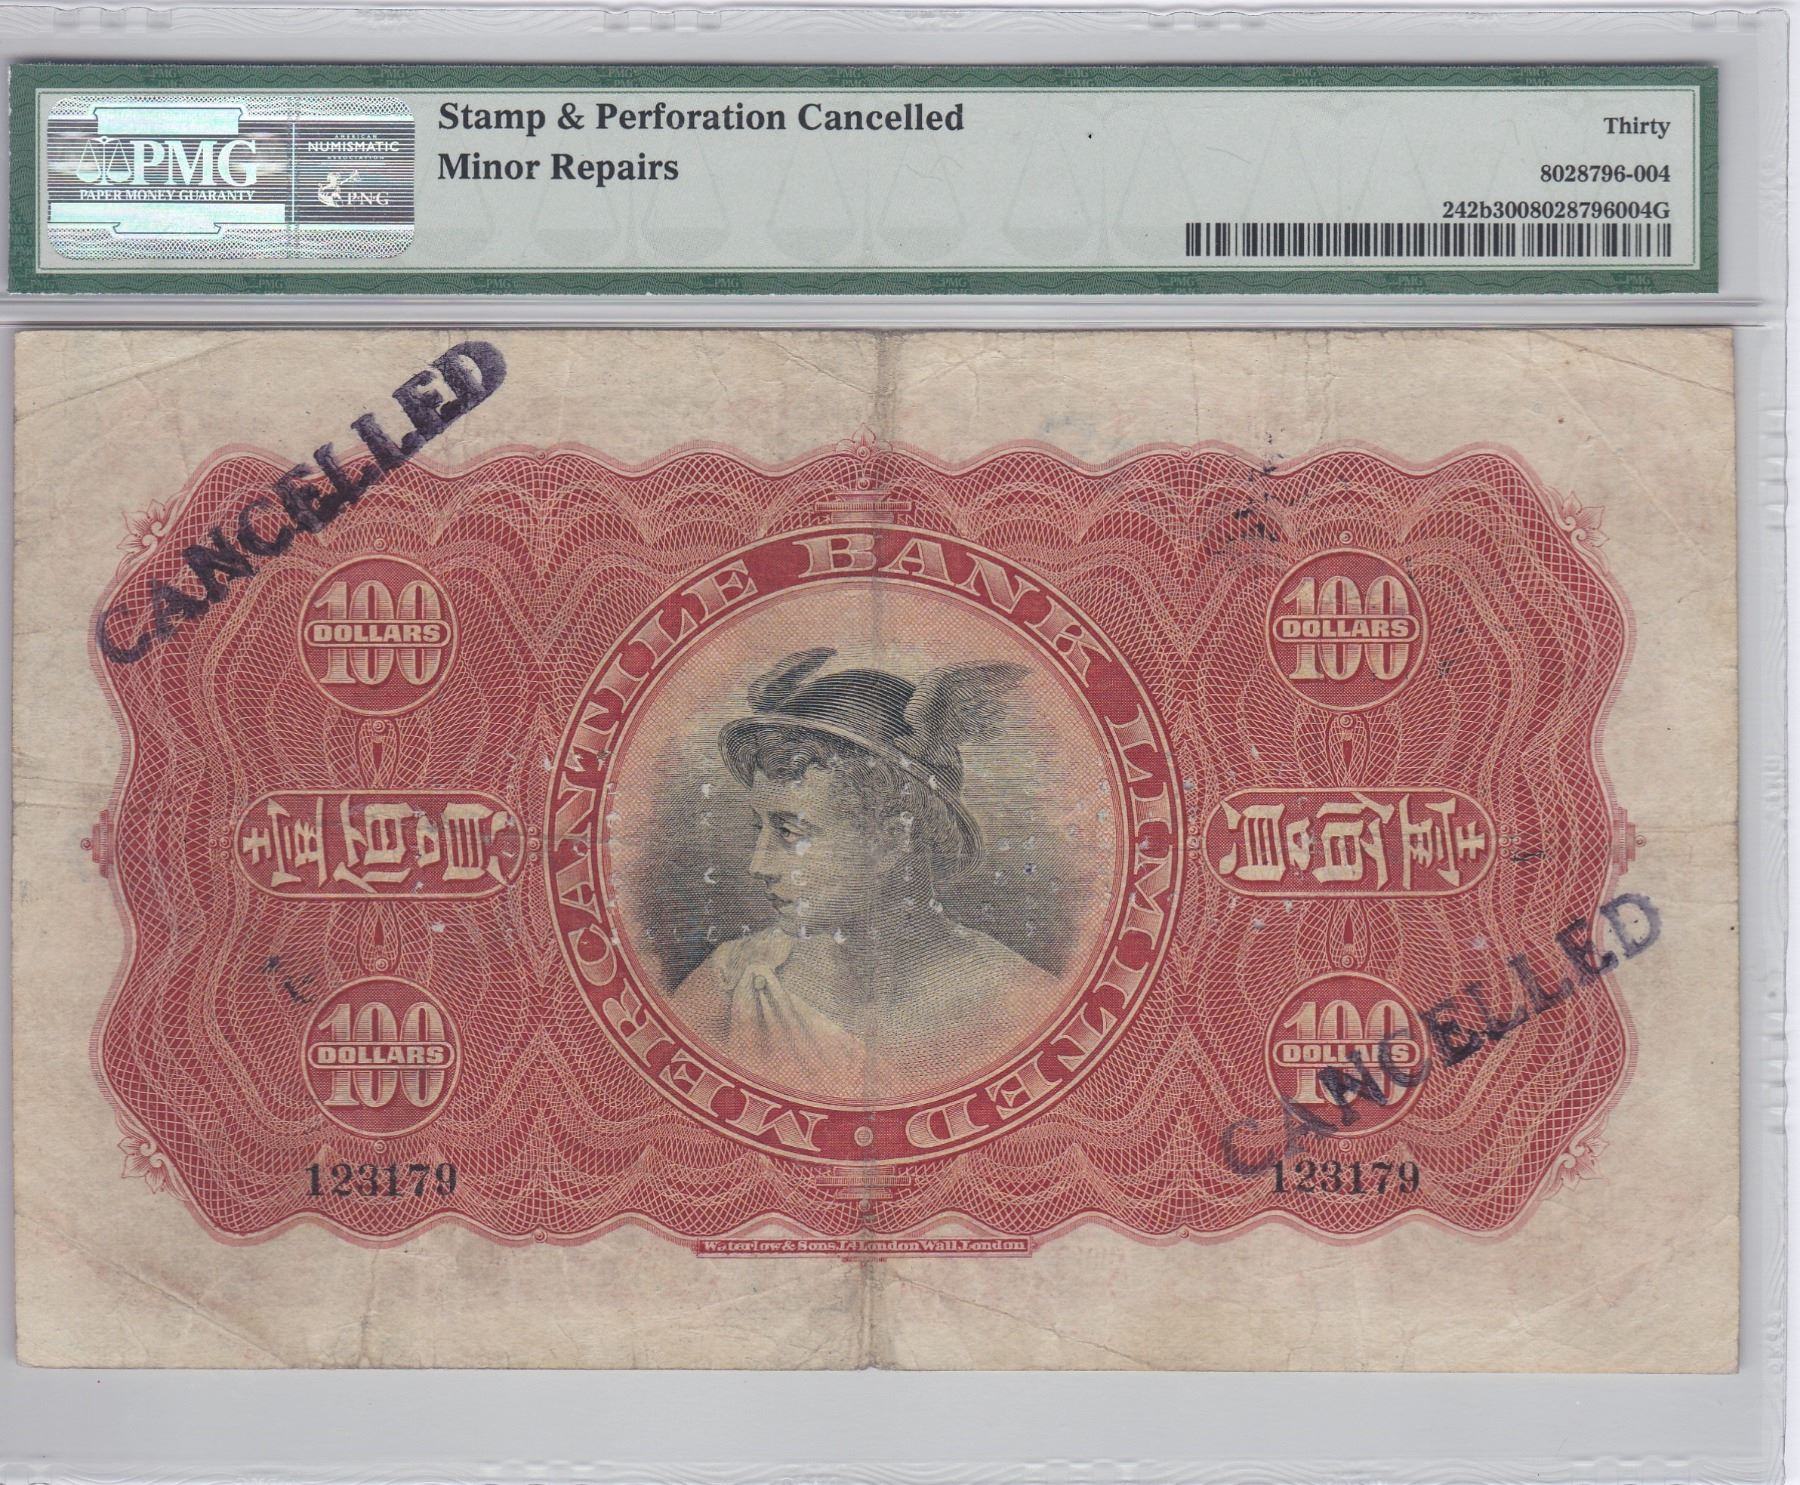 PMG
PAPER MONEY GUARANTY
AMERICAN
NUMISMATIC
ASSOCIATION
PNG
Stamp & Perforation Cancelled
Minor Repairs
Thirty
8028796-004
242b3008028796004G
CANCELLED
MERCANTILE BANK LIMITED
100
DOLLARS
100
100
DOLLARS
100
壹佰員
員佰壹
100
DOLLARS
100
100
DOLLARS
100
CANCELLED
123179
123179
Waterlow & Sons, Ld London Wall, London